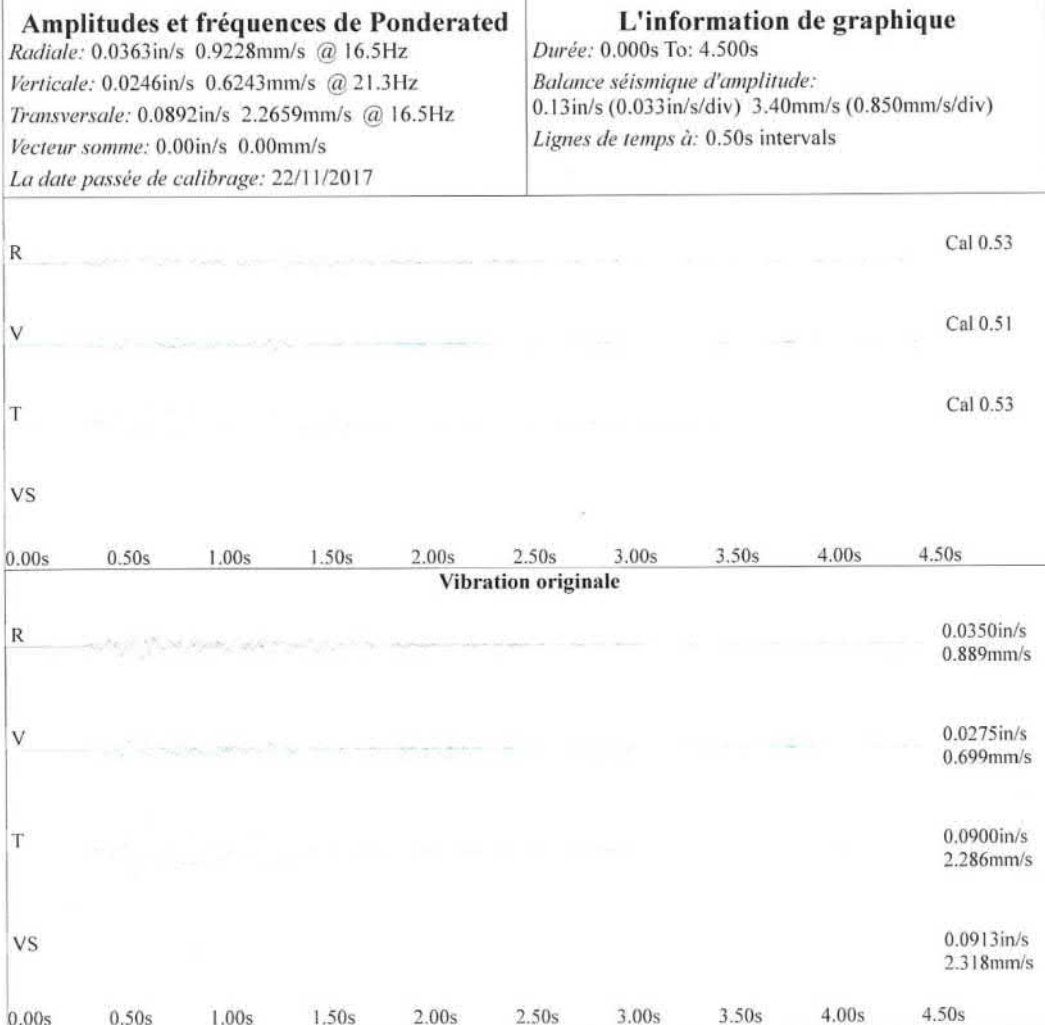 Amplitudes et fréquences de Ponderated
Radiale: 0.0363in/s 0.9228mm/s @ 16.5Hz
Verticale: 0.0246in/s 0.6243mm/s @ 21.3Hz
Transversale: 0.0892in/s 2.2659mm/s @ 16.5Hz
Vecteur somme: 0.00in/s 0.00mm/s
La date passée de calibrage: 22/11/2017
L'information de graphique
Durée: 0.000s To: 4.500s
Balance séismique d'amplitude:
0.13in/s (0.033in/s/div) 3.40mm/s (0.850mm/s/div)
Lignes de temps à: 0.50s intervals
R Cal 0.53
V Cal 0.51
T Cal 0.53
VS
0.00s 0.50s 1.00s 1.50s 2.00s 2.50s 3.00s 3.50s 4.00s 4.50s
Vibration originale
R 0.0350in/s
0.889mm/s
V 0.0275in/s
0.699mm/s
T 0.0900in/s
2.286mm/s
VS 0.0913in/s
2.318mm/s
0.00s 0.50s 1.00s 1.50s 2.00s 2.50s 3.00s 3.50s 4.00s 4.50s